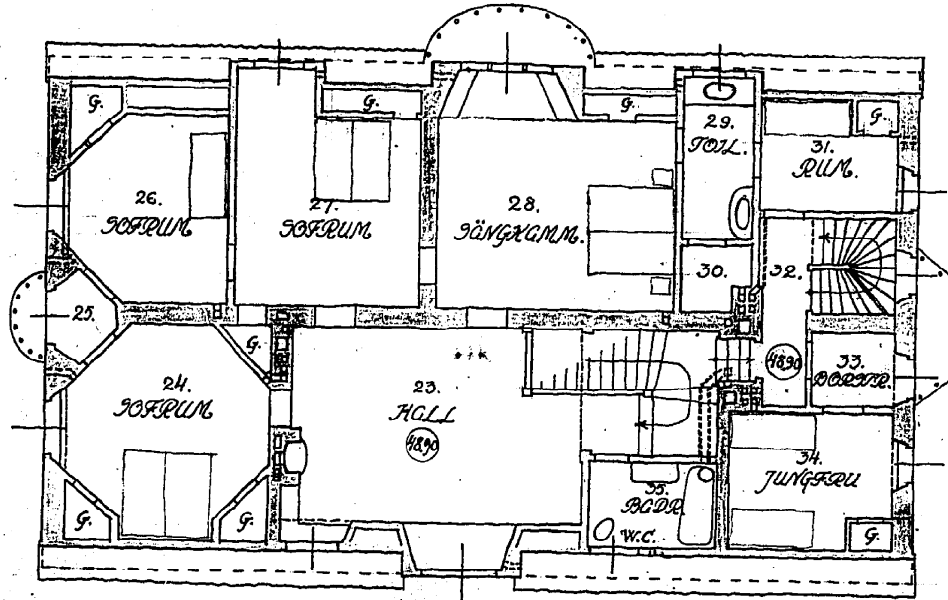 G.
G.
G.
G.
29.
TOIL.
31.
RUM.
26.
SOFRUM
27.
SOFRUM
28.
SÄNGKAMM.
30.
32.
25.
G.
24.
SOFRUM
23.
HALL
4890
4890
33.
BORSTR.
34.
JUNGFRU
35.
BADR.
W.C.
G.
G.
G.